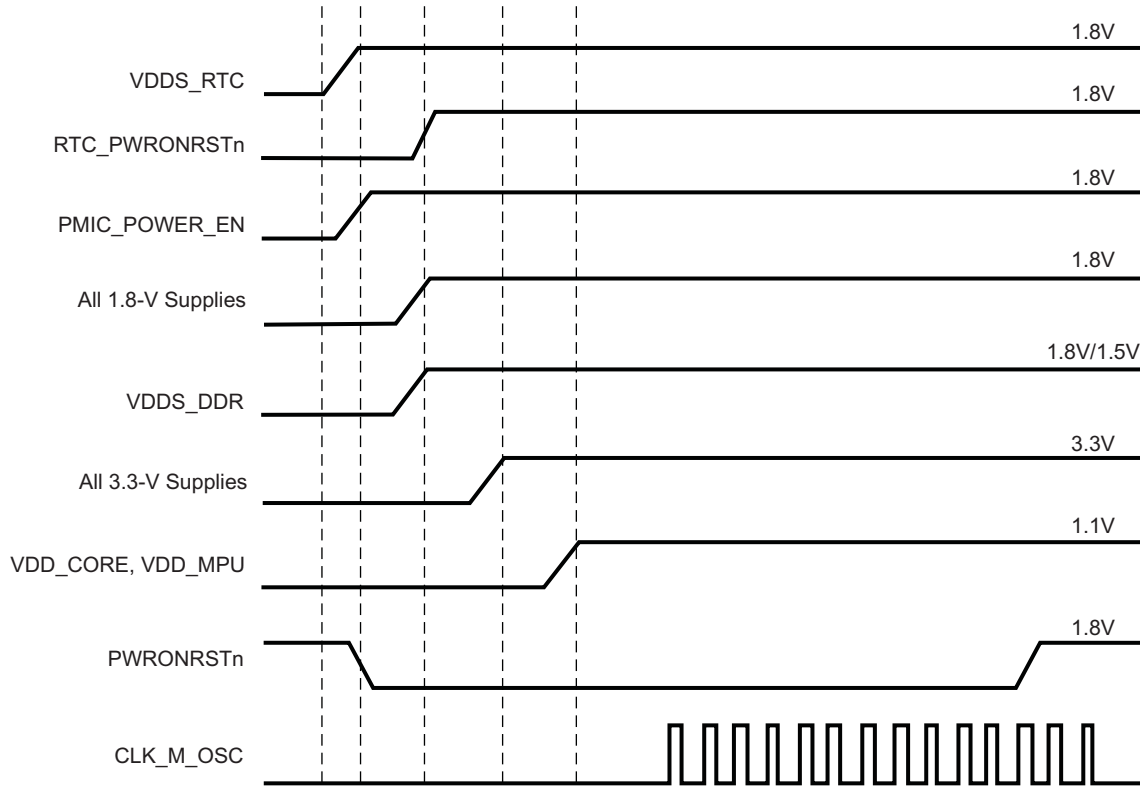 1.8V
VDDS_RTC
1.8V
RTC_PWRONRSTn
1.8V
PMIC_POWER_EN
1.8V
All 1.8-V Supplies
1.8V/1.5V
VDDS_DDR
3.3V
All 3.3-V Supplies
1.1V
VDD_CORE, VDD_MPU
1.8V
PWRONRSTn
CLK_M_OSC